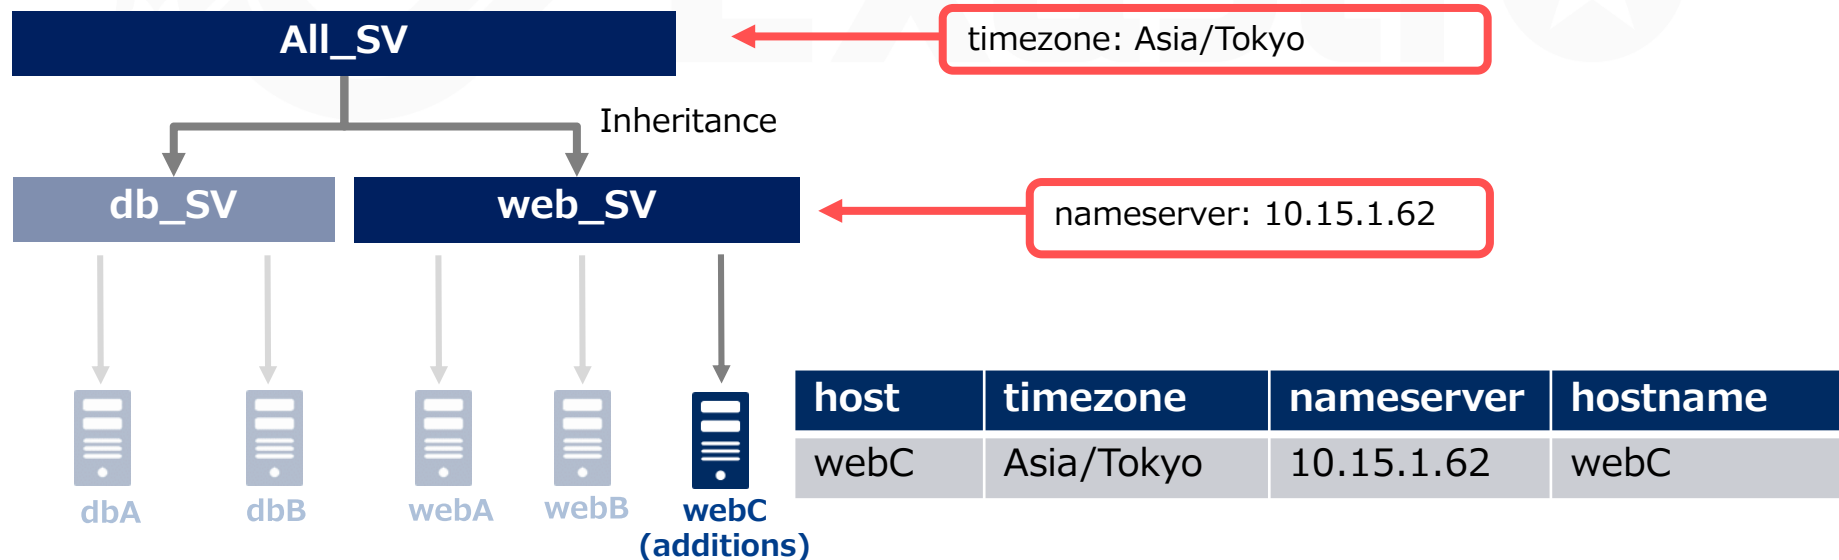 All_SV
timezone: Asia/Tokyo
Inheritance
db_SV
web_SV
nameserver: 10.15.1.62
host timezone nameserver hostname
webC Asia/Tokyo 10.15.1.62 webC
dbA
dbB
webA
webB
webC
(additions)